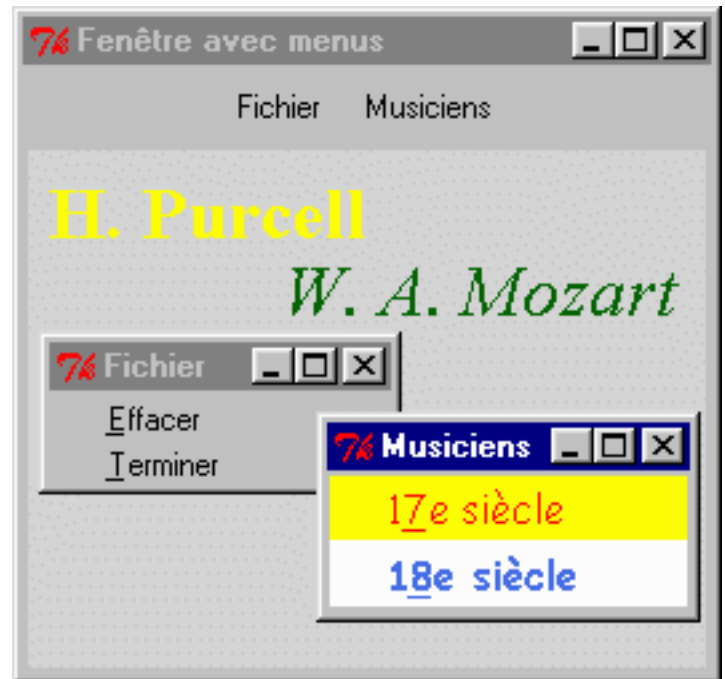 Fenêtre avec menus
Fichier Musiciens
H. Purcell
W. A. Mozart
Fichier
Effacer
Terminer
Musiciens
17e siècle
18e siècle